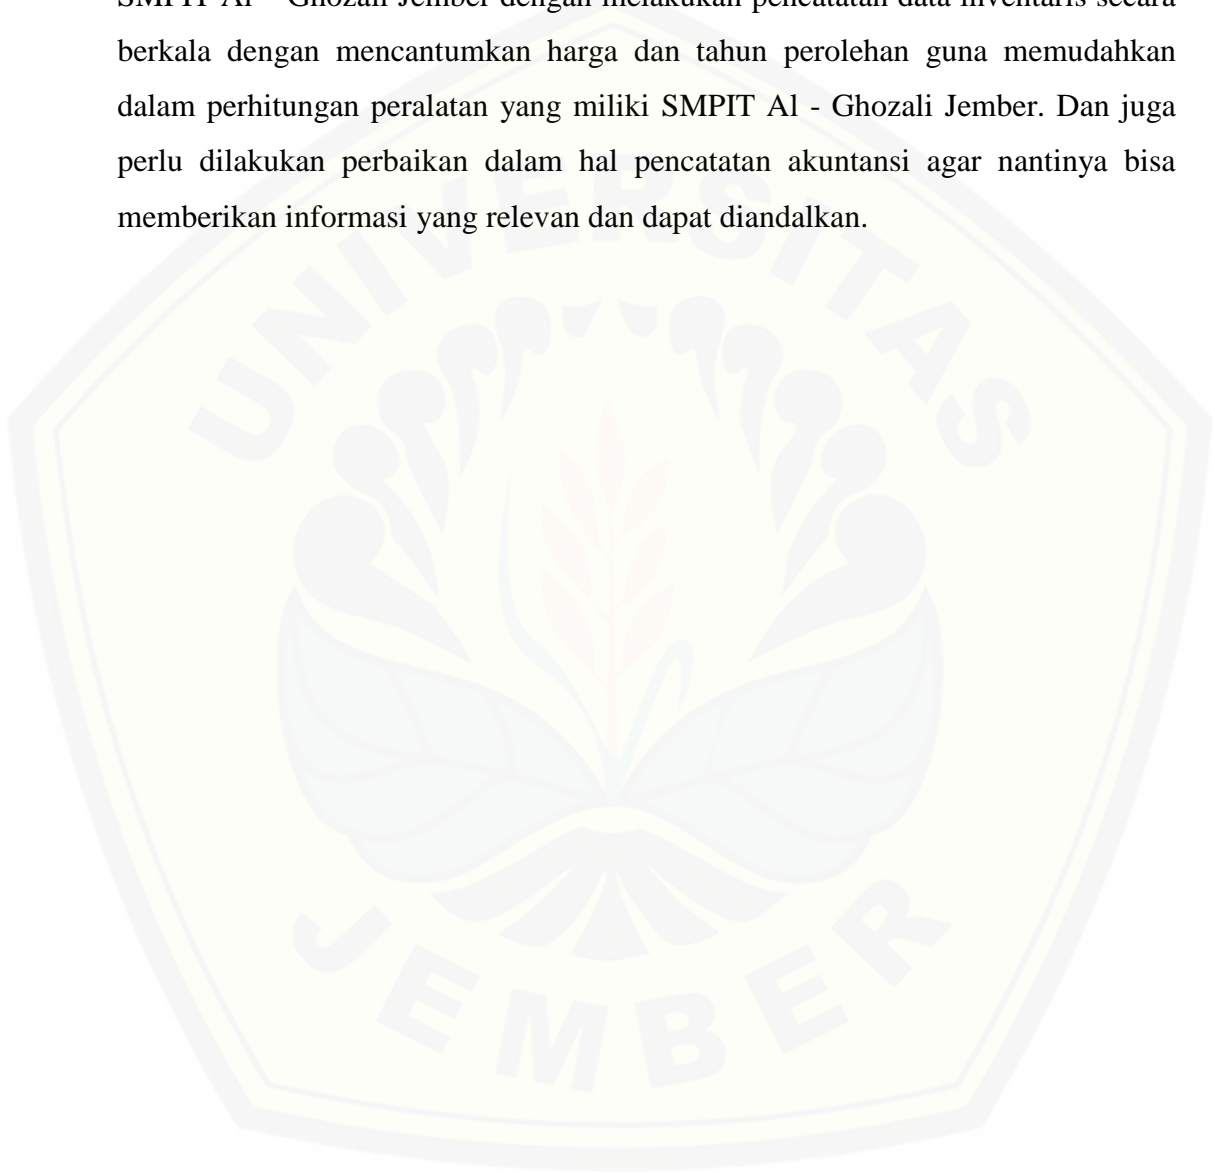 SMPIT Al – Ghozali Jember dengan melakukan pencatatan data inventaris secara
berkala dengan mencantumkan harga dan tahun perolehan guna memudahkan
dalam perhitungan peralatan yang miliki SMPIT Al - Ghozali Jember. Dan juga
perlu dilakukan perbaikan dalam hal pencatatan akuntansi agar nantinya bisa
memberikan informasi yang relevan dan dapat diandalkan.
UNIVERSITAS
JEMBER